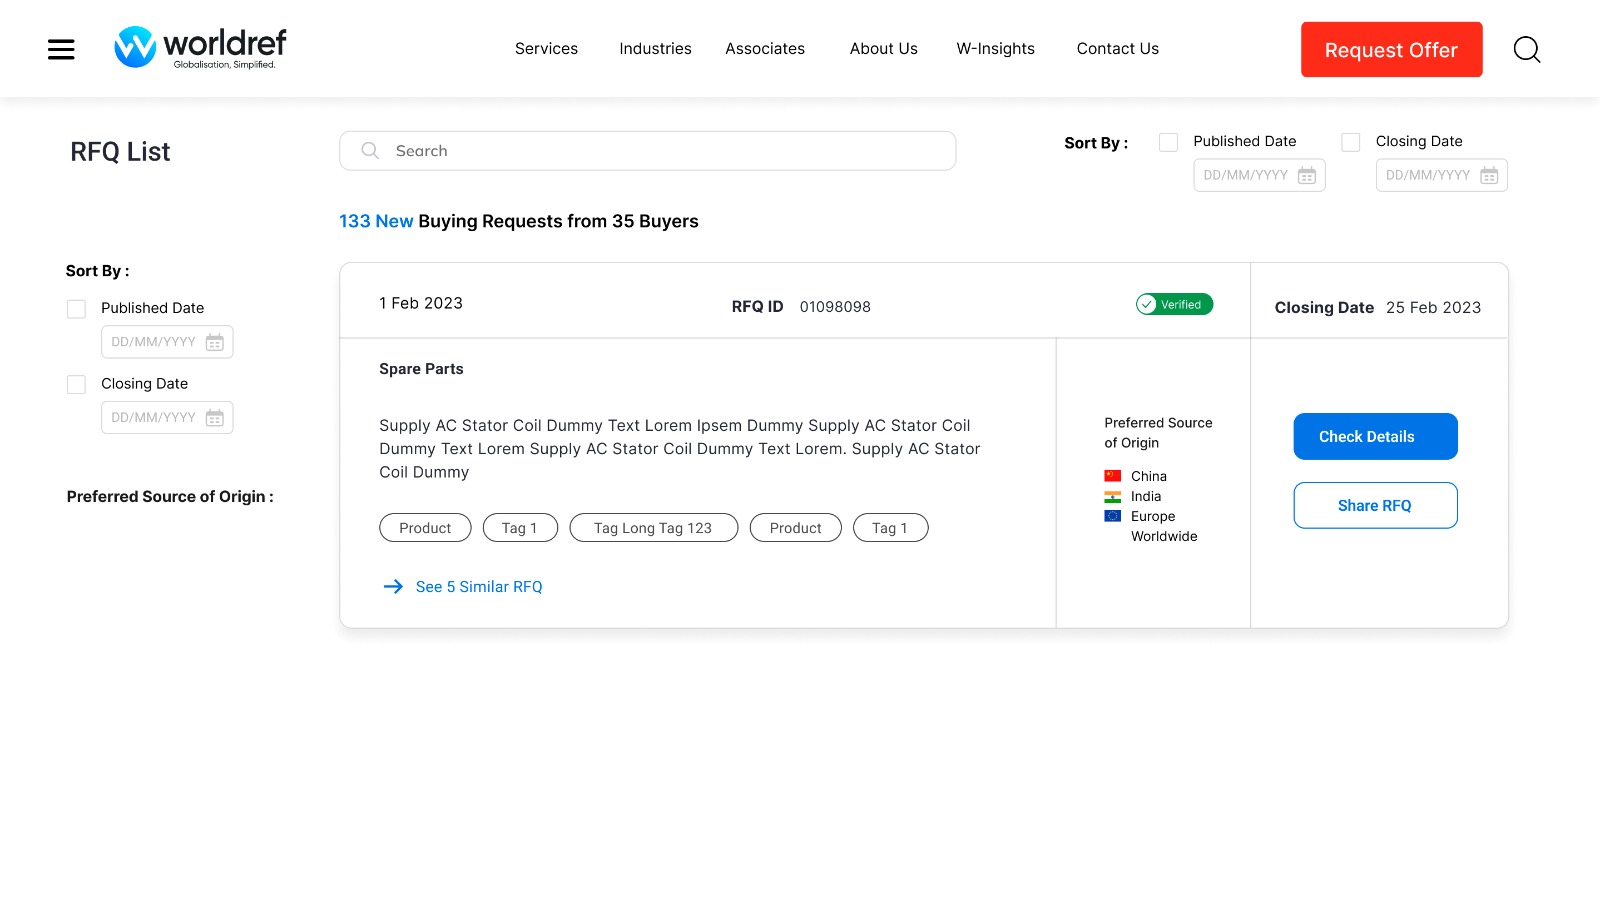 worldref
Globalisation, Simplified.
Services
Industries
Associates
About Us
W-Insights
Contact Us
Request Offer
RFQ List
Search
Sort By :
Published Date
DD/MM/YYYY
Closing Date
DD/MM/YYYY
133 New Buying Requests from 35 Buyers
Sort By :
Published Date
DD/MM/YYYY
Closing Date
DD/MM/YYYY
Preferred Source of Origin :
1 Feb 2023
RFQ ID 01098098
Verified
Closing Date 25 Feb 2023
Spare Parts
Supply AC Stator Coil Dummy Text Lorem Ipsem Dummy Supply AC Stator Coil
Dummy Text Lorem Supply AC Stator Coil Dummy Text Lorem. Supply AC Stator
Coil Dummy
Product
Tag 1
Tag Long Tag 123
Product
Tag 1
See 5 Similar RFQ
Preferred Source
of Origin
China
India
Europe
Worldwide
Check Details
Share RFQ